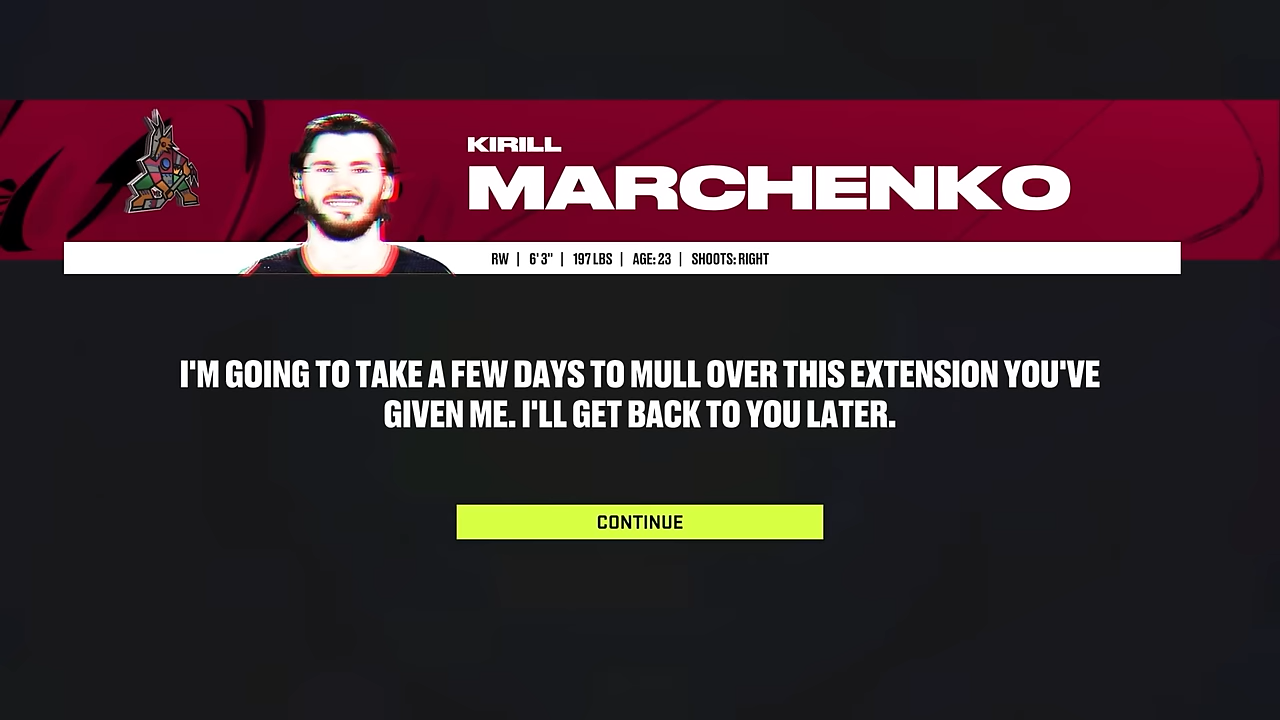 KIRILL
MARCHENKO
RW | 6'3" | 197 LBS | AGE: 23 | SHOOTS: RIGHT
I'M GOING TO TAKE A FEW DAYS TO MULL OVER THIS EXTENSION YOU'VE
GIVEN ME. I'LL GET BACK TO YOU LATER.
CONTINUE